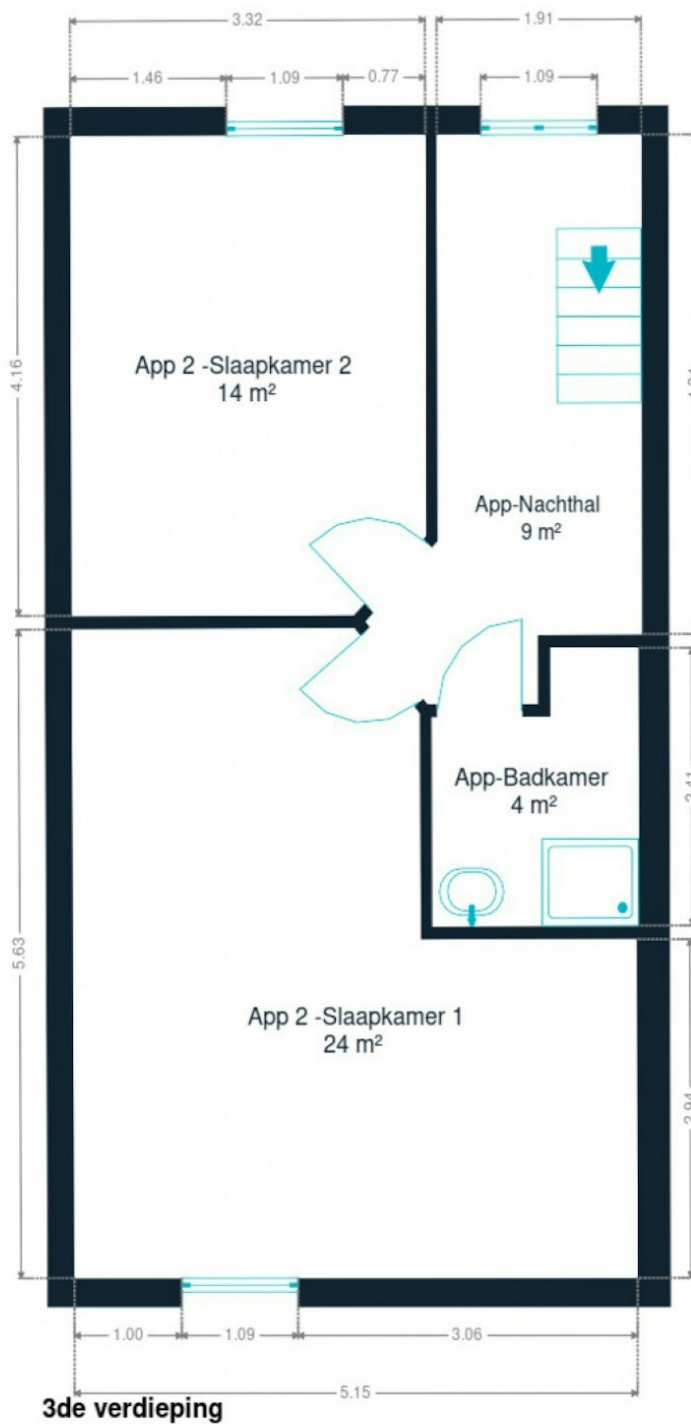 3.32
1.91
1.46
1.09
0.77
1.09
4.16
App 2 -Slaapkamer 2
14 m²
App-Nachthal
9 m²
App-Badkamer
4 m²
5.63
App 2 -Slaapkamer 1
24 m²
1.00
1.09
3.06
5.15
3de verdieping